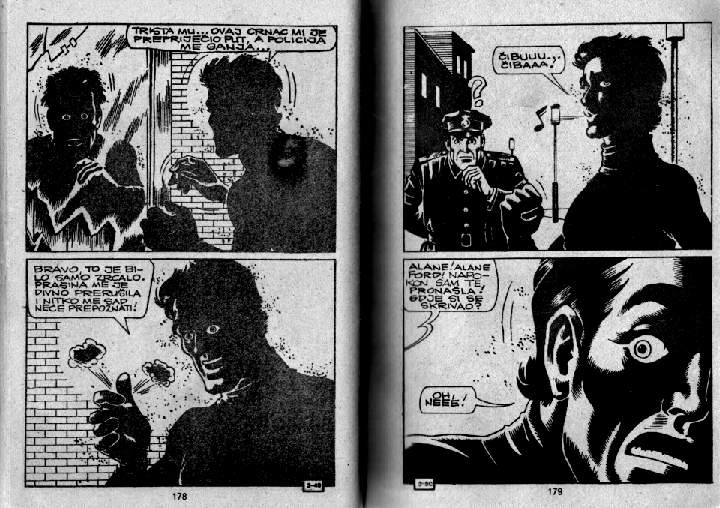 TRISTA MU... OVAJ CRNAC MI JE
PREPRIJEČIO PUT, A POLICIJA
ME GANJA...
BRAVO, TO JE BI-
LO SAMO ZRCALO.
PRAŠINA ME JE
DIVNO PRERUŠILA
I NITKO ME SAD
NEĆE PREPOZNATI!
178
ČIBUUU...
ČIBAAA!
?
ALANE! ALANE
FORD! NAPO-
KON SAM TE
PRONAŠLA!
GDJE SI SE
SKRIVAO?
OH,
NEEE!
179